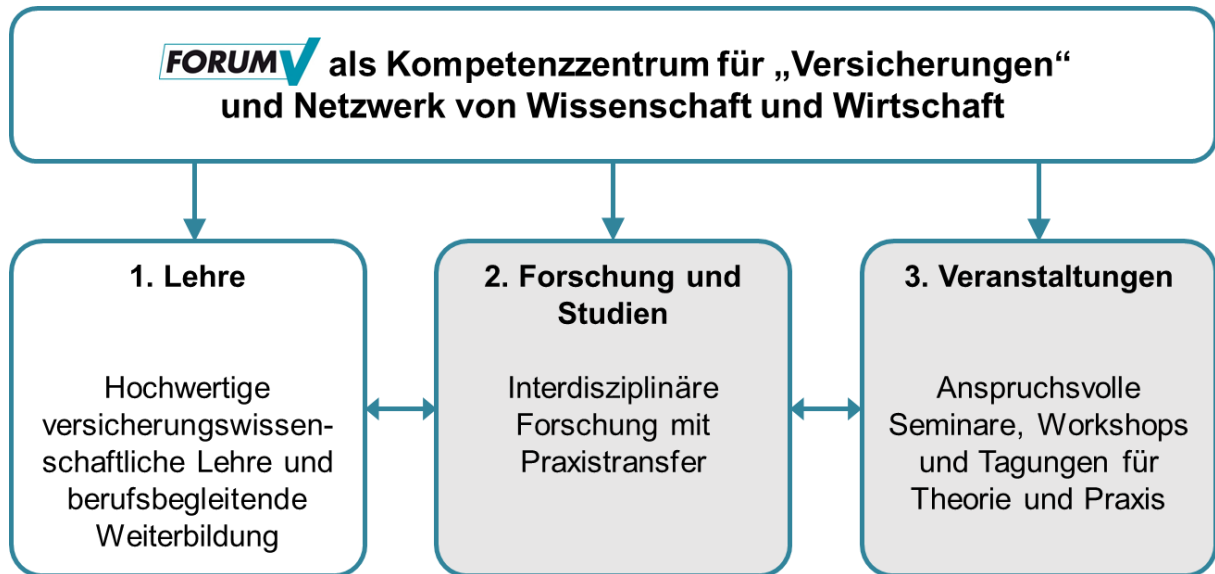 FORUMV als Kompetenzzentrum für „Versicherungen“
und Netzwerk von Wissenschaft und Wirtschaft
1. Lehre
Hochwertige
versicherungswissen-
schaftliche Lehre und
berufsbegleitende
Weiterbildung
2. Forschung und
Studien
Interdisziplinäre
Forschung mit
Praxistransfer
3. Veranstaltungen
Anspruchsvolle
Seminare, Workshops
und Tagungen für
Theorie und Praxis